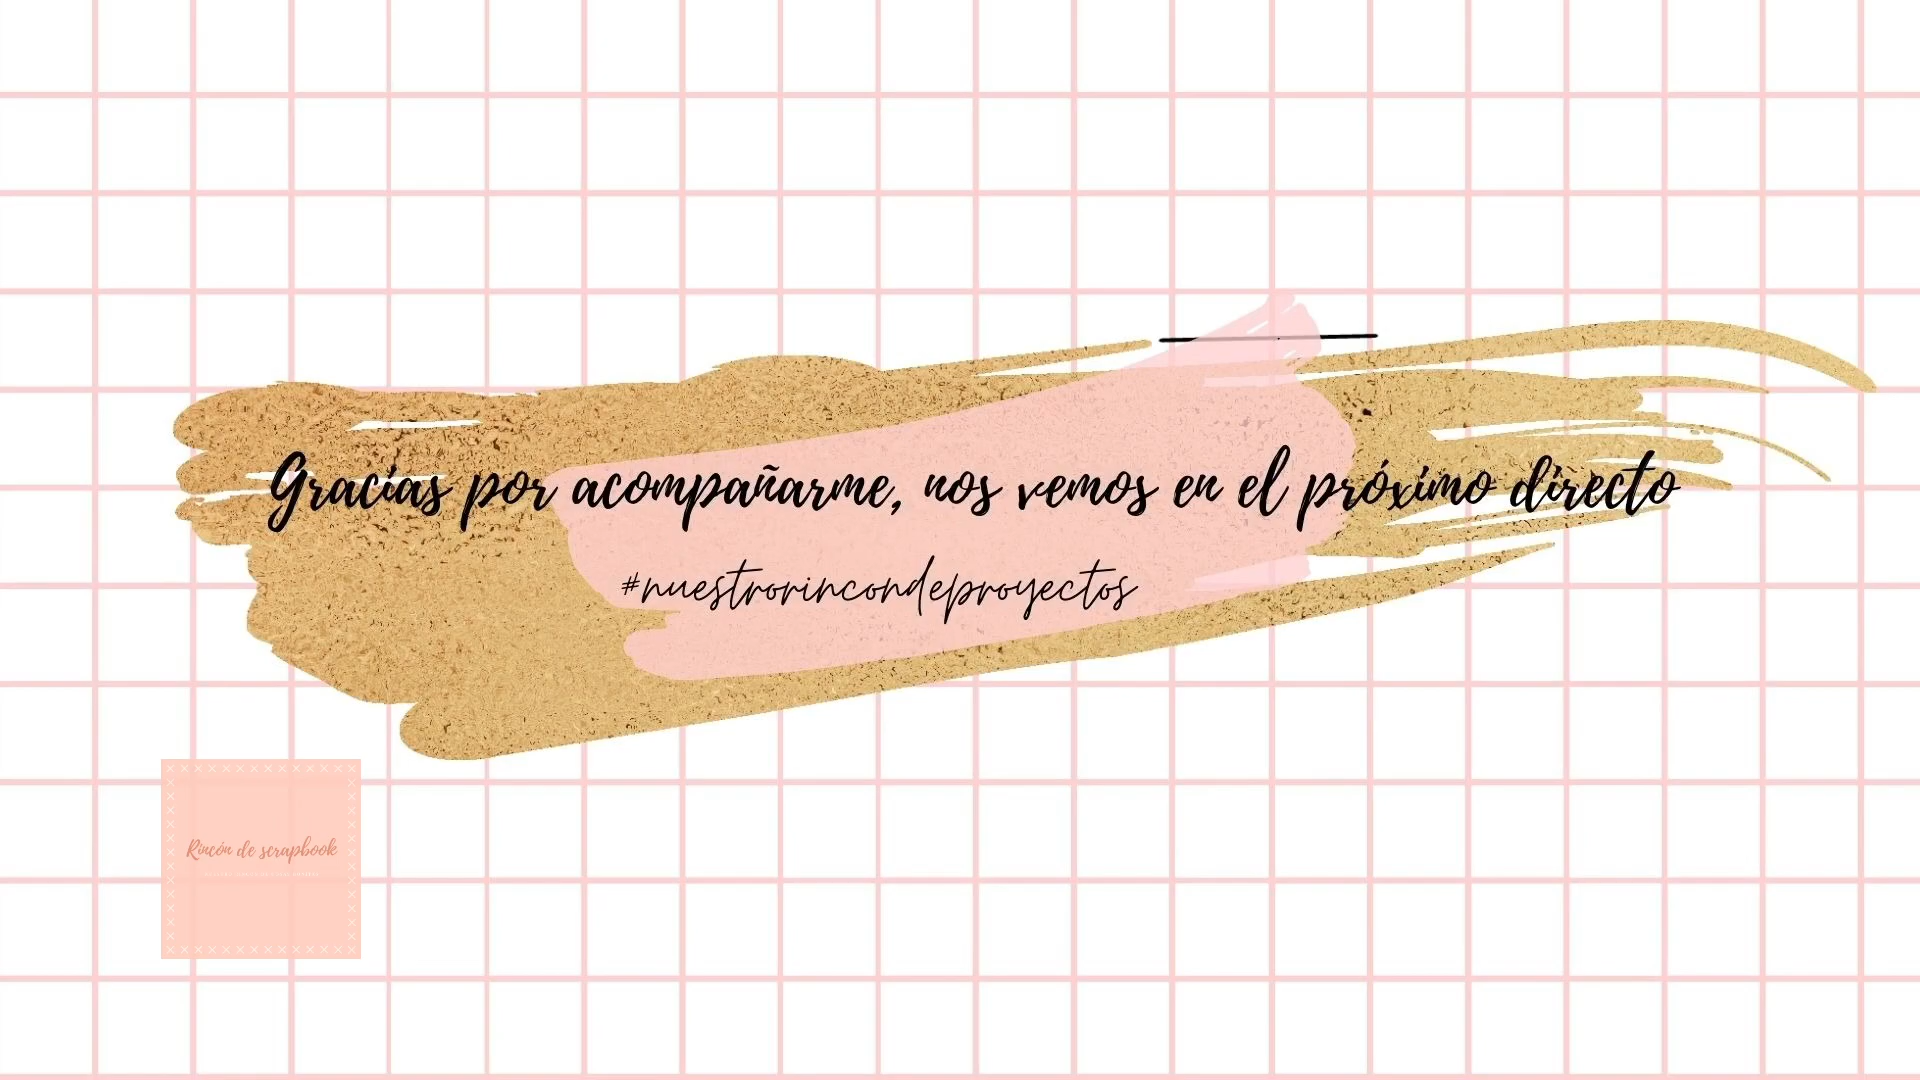 Gracias por acompañarme, nos vemos en el próximo directo
#nuestrorincondeproyectos
Rincón de scrapbook